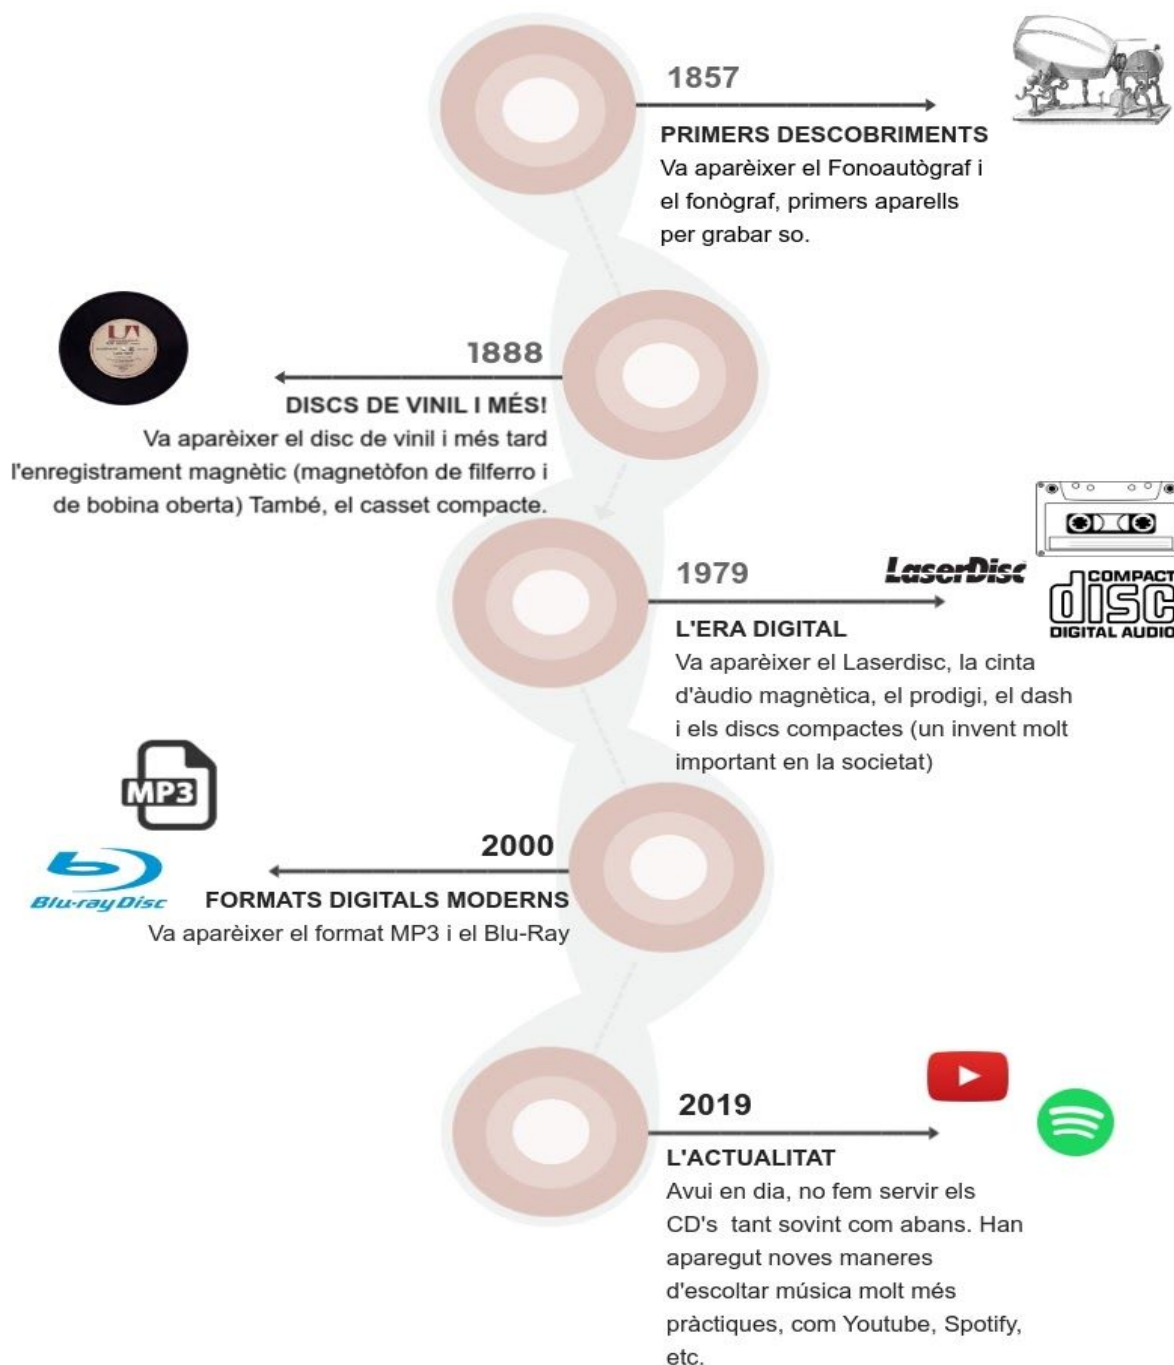 1857
PRIMERS DESCOBRIMENTS
Va aparèixer el Fonoautògraf i
el fonògraf, primers aparells
per grabar so.
1888
DISCS DE VINIL I MÉS!
Va aparèixer el disc de vinil i més tard
l'enregistrament magnètic (magnetòfon de filferro i
de bobina oberta) També, el casset compacte.
LaserDisc
COMPACT
disc
DIGITAL AUDIO
1979
L'ERA DIGITAL
Va aparèixer el Laserdisc, la cinta
d'àudio magnètica, el prodigi, el dash
i els discs compactes (un invent molt
important en la societat)
MP3
Blu-ray Disc
2000
FORMATS DIGITALS MODERNS
Va aparèixer el format MP3 i el Blu-Ray
2019
L'ACTUALITAT
Avui en dia, no fem servir els
CD's  tant sovint com abans. Han
aparegut noves maneres
d'escoltar música molt més
pràctiques, com Youtube, Spotify,
etc.